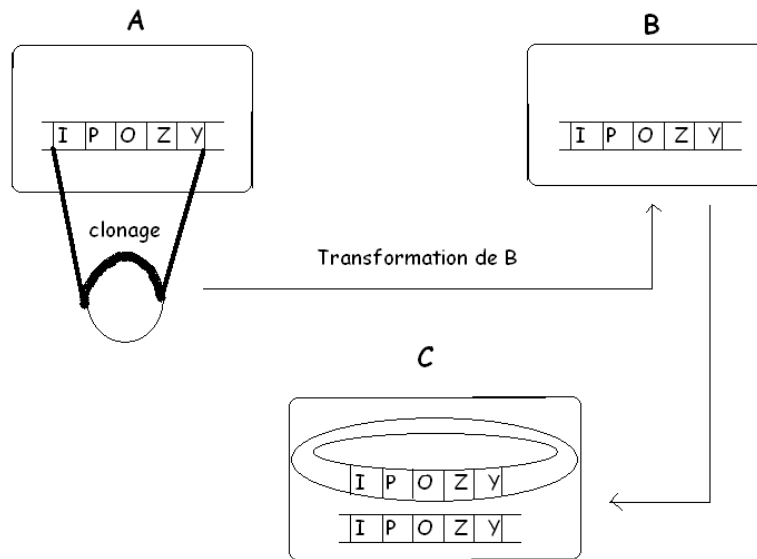 A
B
I P O Z Y
I P O Z Y
clonage
Transformation de B
C
I P O Z Y
I P O Z Y